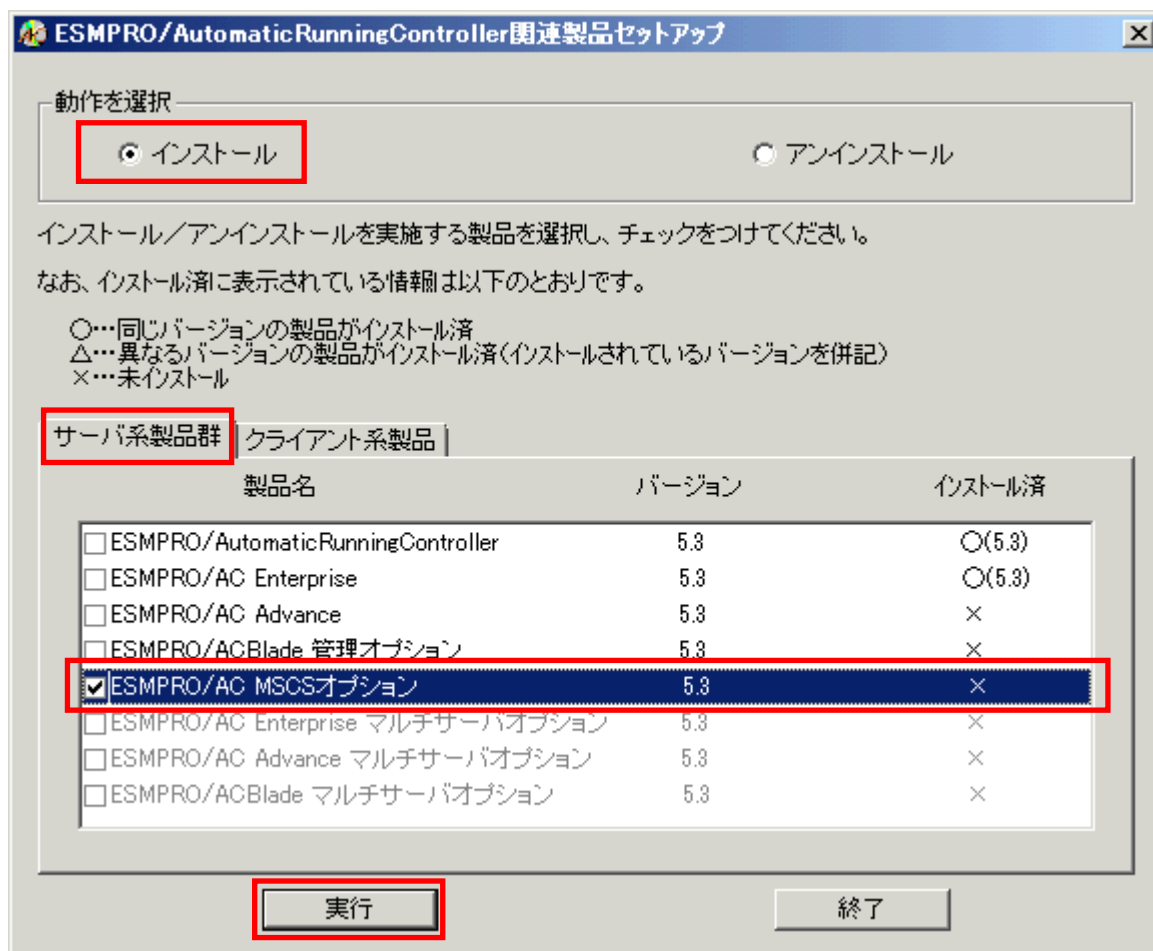 ESMPRO/AutomaticRunningController関連製品セットアップ
動作を選択
インストール アンインストール
インストール／アンインストールを実施する製品を選択し、チェックをつけてください。
なお、インストール済に表示されている情報は以下のとおりです。
○…同じバージョンの製品がインストール済
△…異なるバージョンの製品がインストール済(インストールされているバージョンを併記)
×…未インストール
サーバ系製品群 クライアント系製品
製品名 バージョン インストール済
ESMPRO/AutomaticRunningController 5.3 ○(5.3)
ESMPRO/AC Enterprise 5.3 ○(5.3)
ESMPRO/AC Advance 5.3 ×
ESMPRO/ACBlade 管理オプション 5.3 ×
ESMPRO/AC MSCSオプション 5.3 ×
ESMPRO/AC Enterprise マルチサーバオプション 5.3 ×
ESMPRO/AC Advance マルチサーバオプション 5.3 ×
ESMPRO/ACBlade マルチサーバオプション 5.3 ×
実行 終了